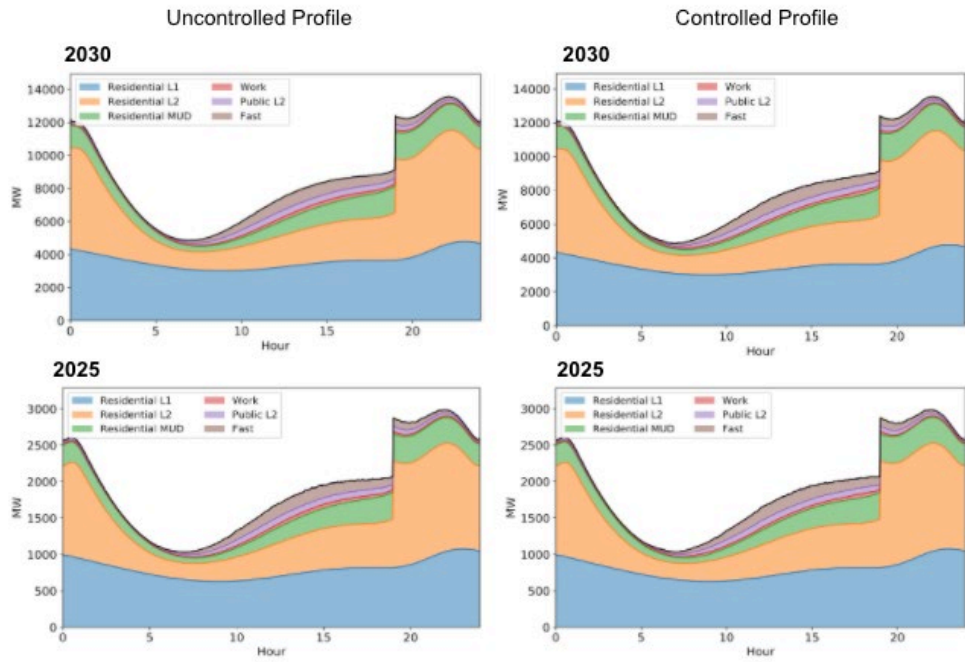 Uncontrolled Profile
Controlled Profile
2030
14000
12000
10000
8000
6000
4000
2000
0
MW
Residential L1
Residential L2
Residential MUD
Work
Public L2
Fast
0 5 10 15 20
Hour
2030
14000
12000
10000
8000
6000
4000
2000
0
MW
Residential L1
Residential L2
Residential MUD
Work
Public L2
Fast
0 5 10 15 20
Hour
2025
3000
2500
2000
1500
1000
500
0
MW
Residential L1
Residential L2
Residential MUD
Work
Public L2
Fast
0 5 10 15 20
Hour
2025
3000
2500
2000
1500
1000
500
0
MW
Residential L1
Residential L2
Residential MUD
Work
Public L2
Fast
0 5 10 15 20
Hour